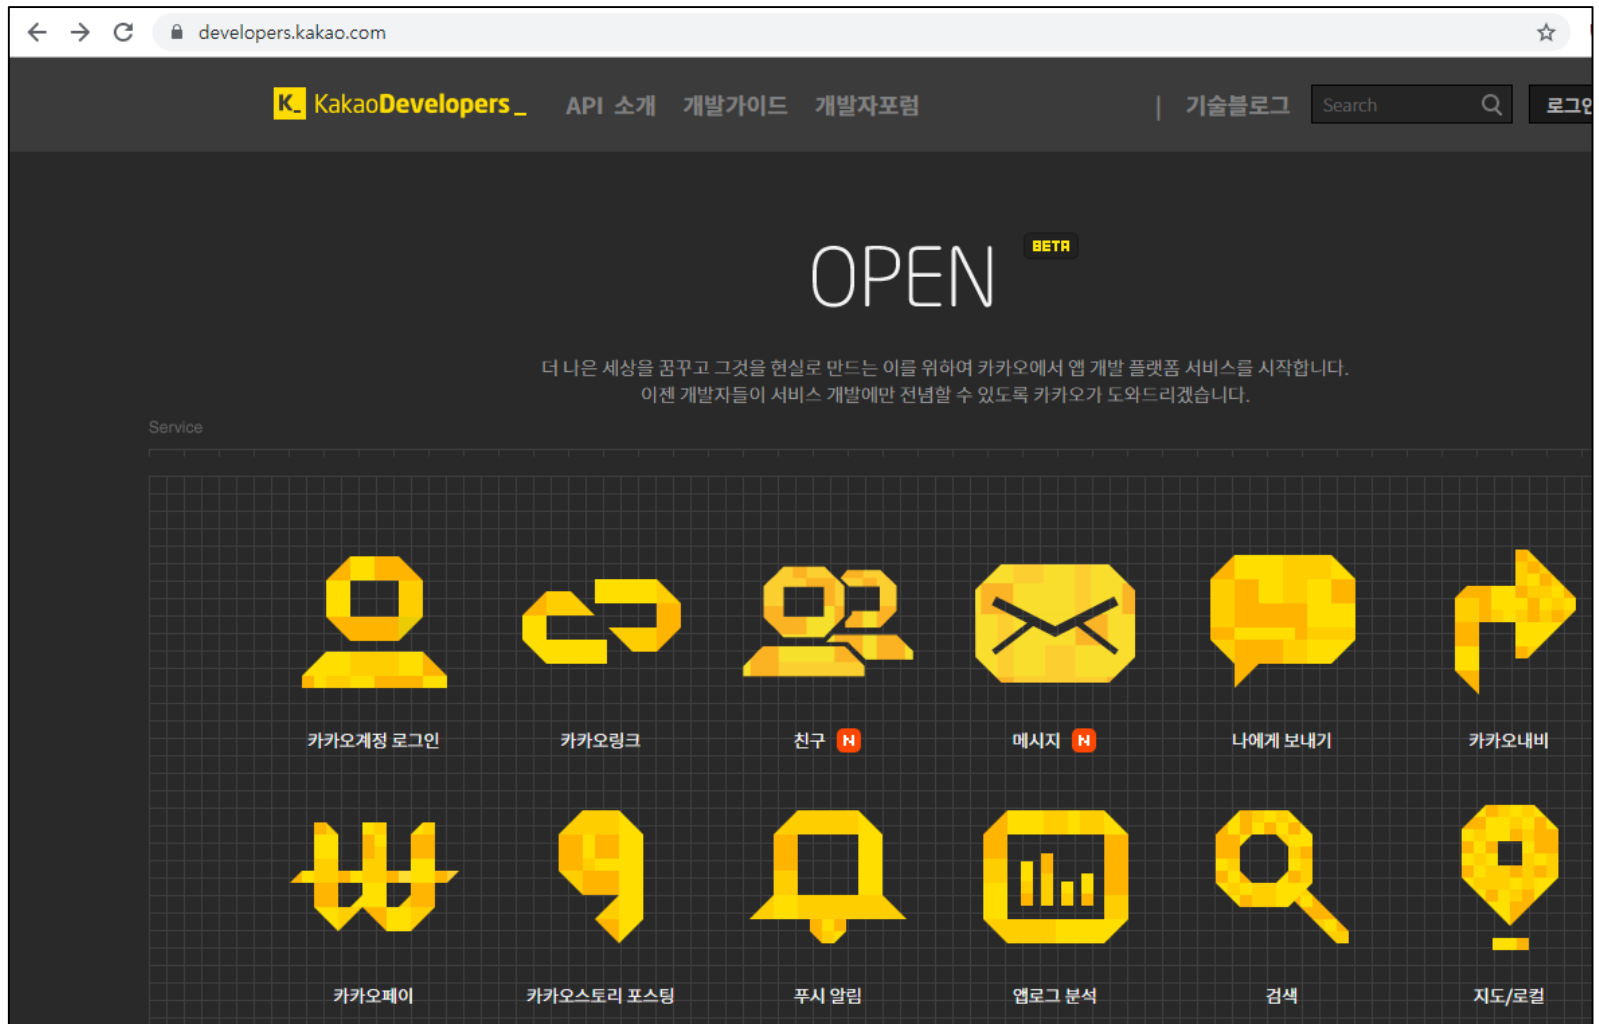 developers.kakao.com
K_ KakaoDevelopers_ API 소개 개발가이드 개발자포럼 | 기술블로그 Search 로그인
OPEN BETA
더 나은 세상을 꿈꾸고 그것을 현실로 만드는 이를 위하여 카카오에서 앱 개발 플랫폼 서비스를 시작합니다.
이젠 개발자들이 서비스 개발에만 전념할 수 있도록 카카오가 도와드리겠습니다.
Service
카카오계정 로그인 카카오링크 친구 N 메시지 N 나에게 보내기 카카오내비
카카오페이 카카오스토리 포스팅 푸시 알림 앱로그 분석 검색 지도/로컬